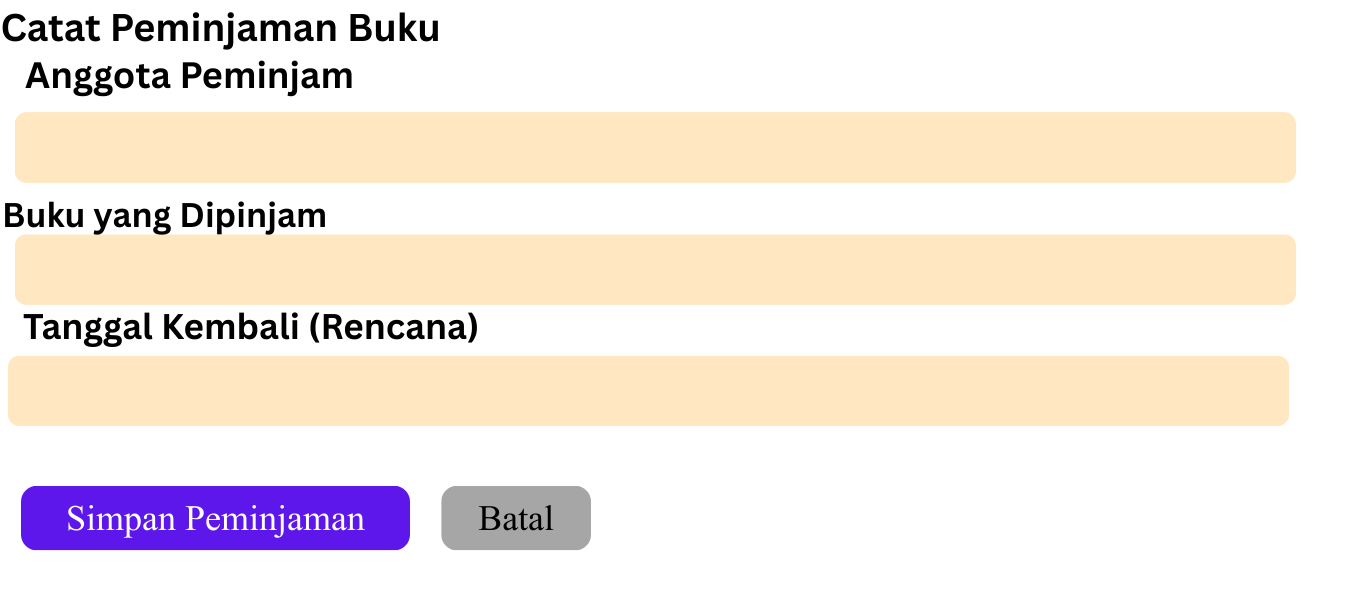 Catat Peminjaman Buku
Anggota Peminjam
Buku yang Dipinjam
Tanggal Kembali (Rencana)
Simpan Peminjaman
Batal